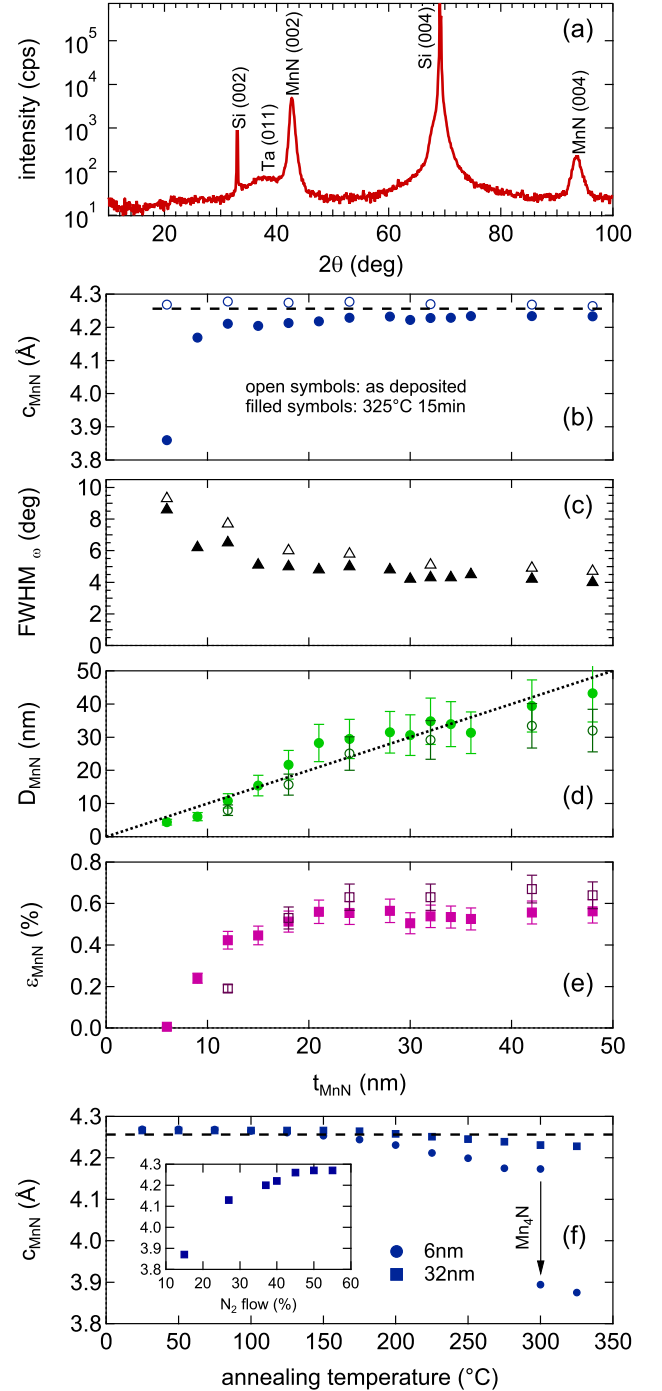 (a)
intensity (cps)
10^5
10^4
10^3
10^2
10^1
Si (002)
Ta (011)
MnN (002)
Si (004)
MnN (004)
20 40 60 80 100
2θ (deg)
c_MnN (Å)
4.3
4.2
4.1
4.0
3.9
3.8
open symbols: as deposited
filled symbols: 325°C 15min
(b)
FWHM ω (deg)
10
8
6
4
2
0
(c)
D_MnN (nm)
50
40
30
20
10
0
(d)
ε_MnN (%)
0.8
0.6
0.4
0.2
0.0
(e)
0 10 20 30 40 50
t_MnN (nm)
c_MnN (Å)
4.3
4.2
4.1
4.0
3.9
3.8
4.3
4.2
4.1
4.0
3.9
3.8
10 20 30 40 50 60
N_2 flow (%)
6nm
32nm
Mn_4N
(f)
0 50 100 150 200 250 300 350
annealing temperature (°C)